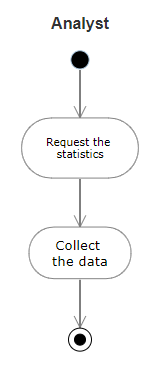 Analyst
Request the
statistics
Collect
the data